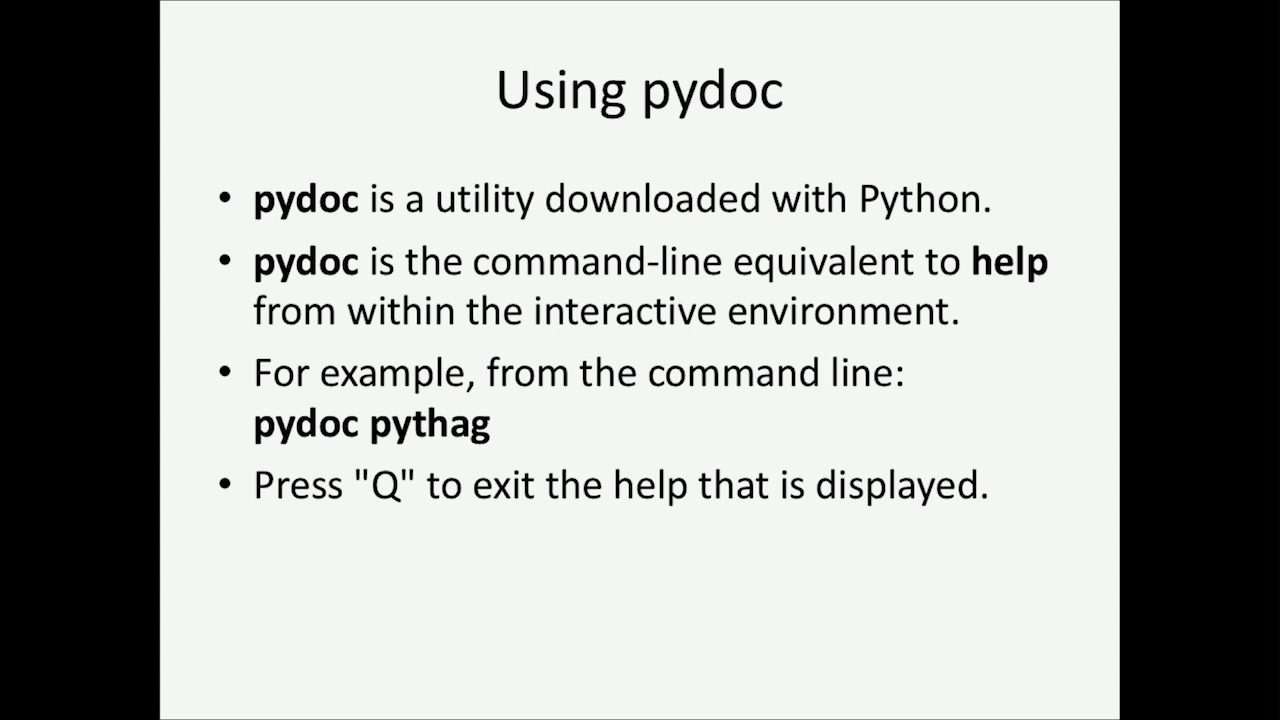 Using pydoc
• pydoc is a utility downloaded with Python.
• pydoc is the command-line equivalent to help
from within the interactive environment.
• For example, from the command line:
pydoc pythag
• Press "Q" to exit the help that is displayed.